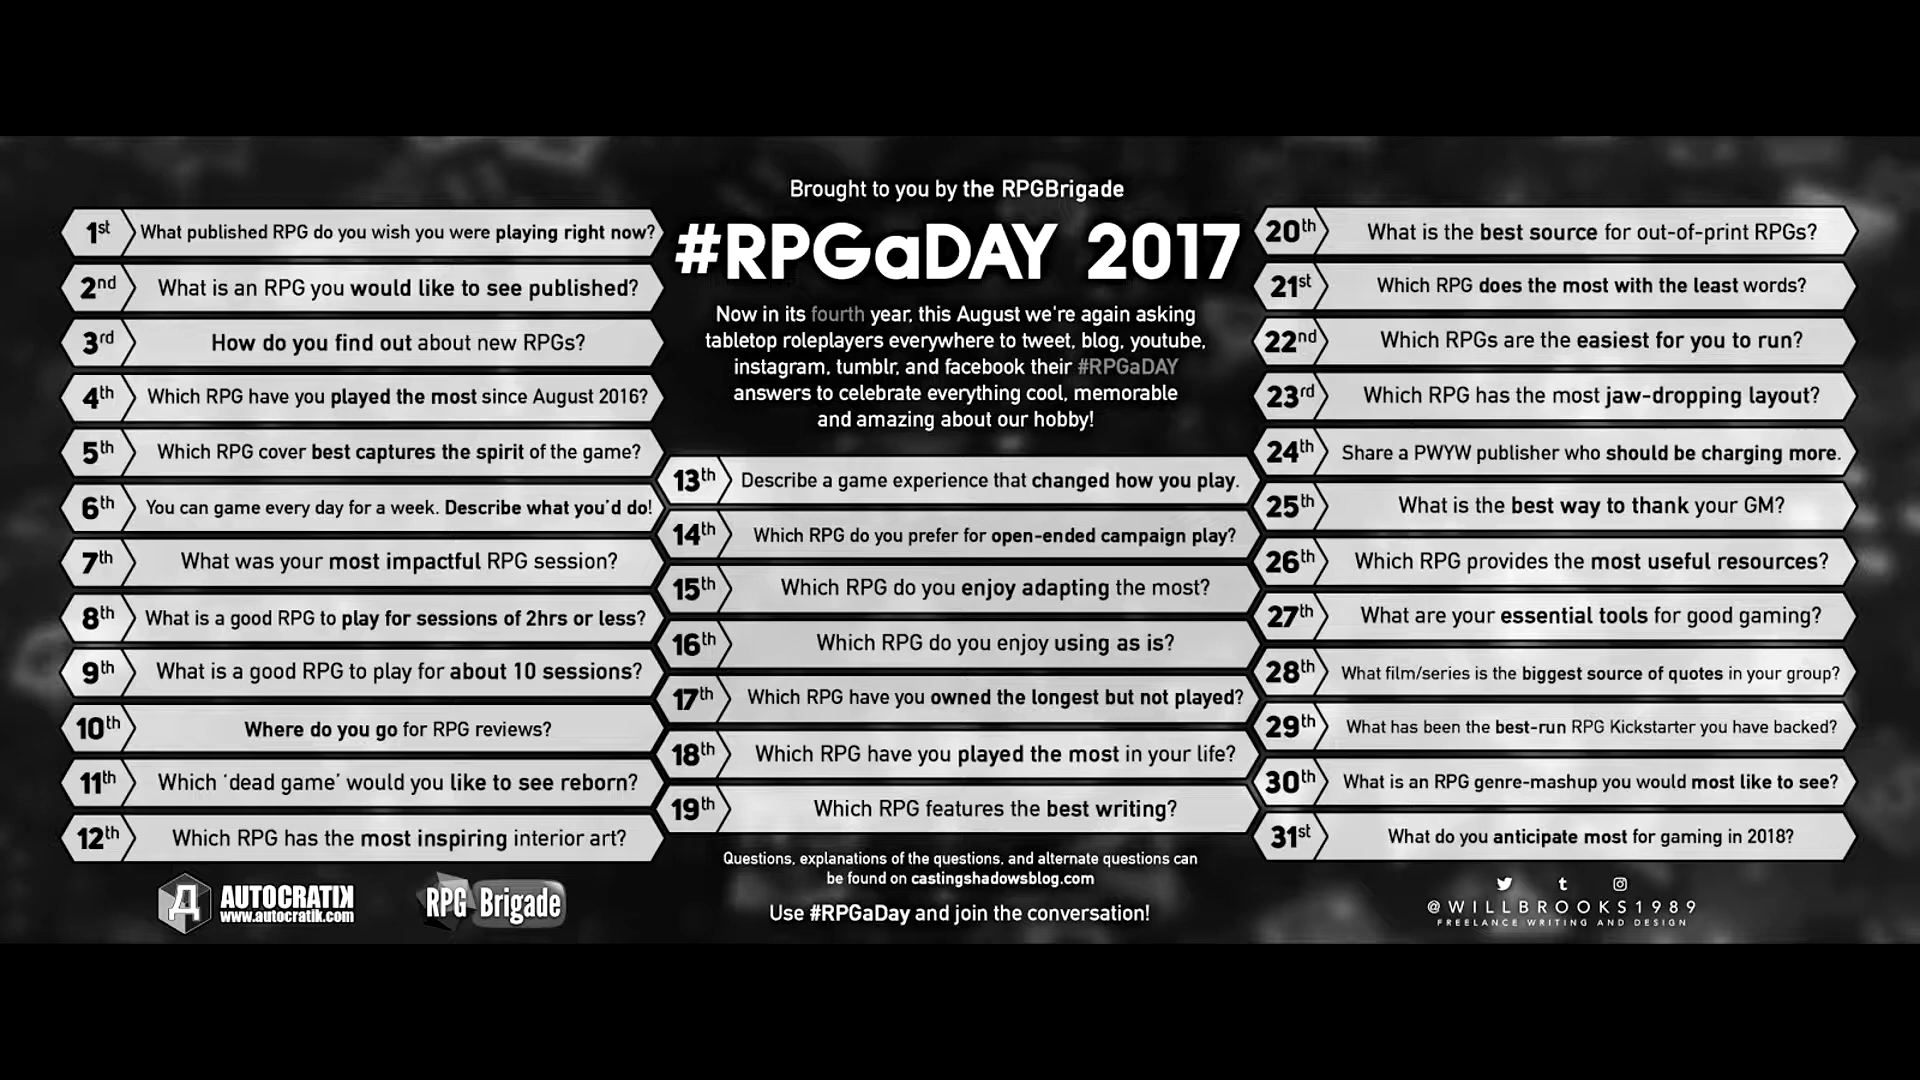 Brought to you by the RPGBrigade
#RPGaDAY 2017
Now in its fourth year, this August we're again asking
tabletop roleplayers everywhere to tweet, blog, youtube,
instagram, tumblr, and facebook their #RPGaDAY
answers to celebrate everything cool, memorable
and amazing about our hobby!
1st What published RPG do you wish you were playing right now?
2nd What is an RPG you would like to see published?
3rd How do you find out about new RPGs?
4th Which RPG have you played the most since August 2016?
5th Which RPG cover best captures the spirit of the game?
6th You can game every day for a week. Describe what you'd do!
7th What was your most impactful RPG session?
8th What is a good RPG to play for sessions of 2hrs or less?
9th What is a good RPG to play for about 10 sessions?
10th Where do you go for RPG reviews?
11th Which 'dead game' would you like to see reborn?
12th Which RPG has the most inspiring interior art?
13th Describe a game experience that changed how you play.
14th Which RPG do you prefer for open-ended campaign play?
15th Which RPG do you enjoy adapting the most?
16th Which RPG do you enjoy using as is?
17th Which RPG have you owned the longest but not played?
18th Which RPG have you played the most in your life?
19th Which RPG features the best writing?
20th What is the best source for out-of-print RPGs?
21st Which RPG does the most with the least words?
22nd Which RPGs are the easiest for you to run?
23rd Which RPG has the most jaw-dropping layout?
24th Share a PWYW publisher who should be charging more.
25th What is the best way to thank your GM?
26th Which RPG provides the most useful resources?
27th What are your essential tools for good gaming?
28th What film/series is the biggest source of quotes in your group?
29th What has been the best-run RPG Kickstarter you have backed?
30th What is an RPG genre-mashup you would most like to see?
31st What do you anticipate most for gaming in 2018?
Д AUTOCRATIK
www.autocratik.com
RPG Brigade
Questions, explanations of the questions, and alternate questions can
be found on castingshadowsblog.com
Use #RPGaDay and join the conversation!
@WILLBROOKS1989
FREELANCE WRITING AND DESIGN